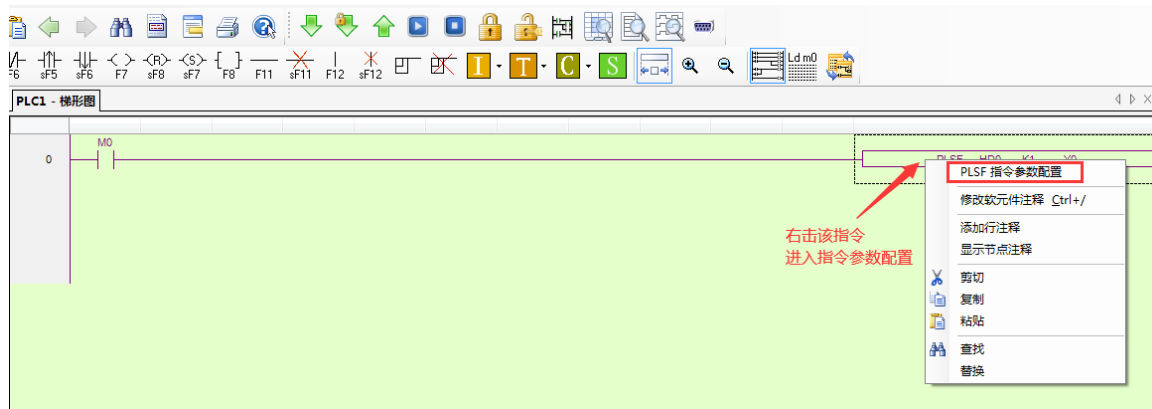 Ld m0
F6 sF5 sF6 F7 sF8 sF7 F8 F11 sF11 F12 sF12 I T C S
PLC1 - 梯形图
M0
0
PLSF HD0 K1 Y0
PLSF 指令参数配置
修改软元件注释 Ctrl+/
添加行注释
显示节点注释
剪切
复制
粘贴
查找
替换
右击该指令
进入指令参数配置